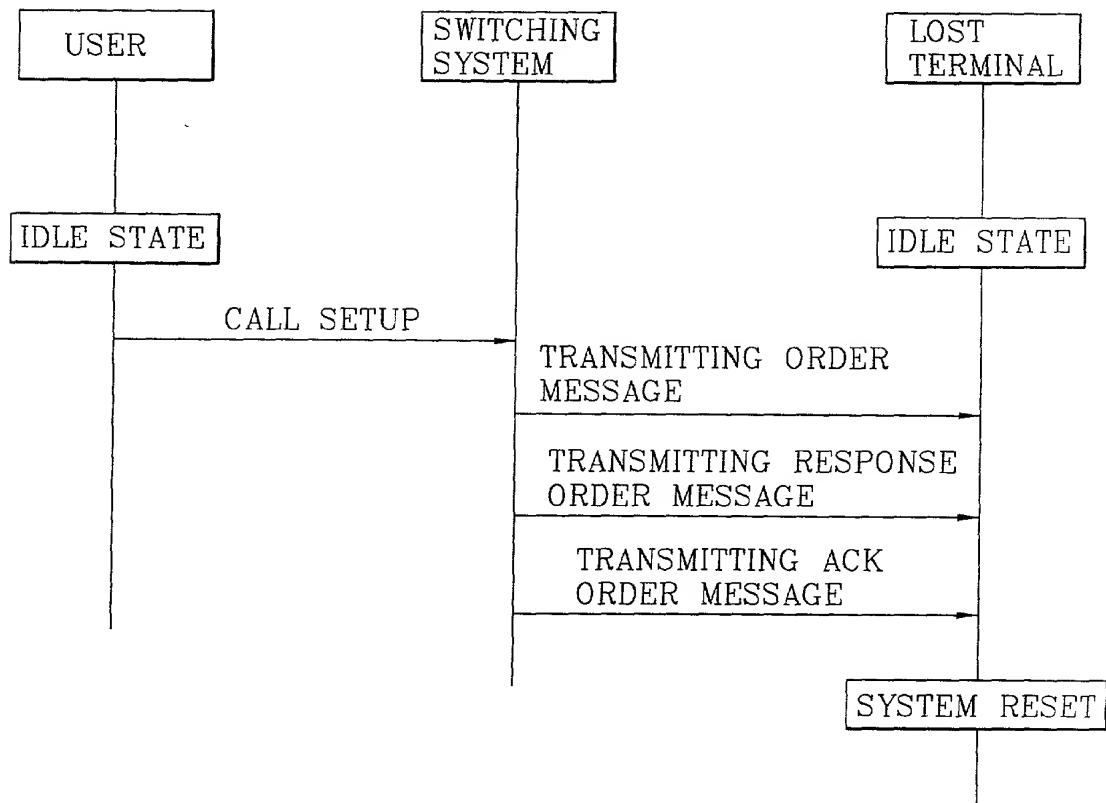 USER
SWITCHING
SYSTEM
LOST
TERMINAL
IDLE STATE
IDLE STATE
CALL SETUP
TRANSMITTING ORDER
MESSAGE
TRANSMITTING RESPONSE
ORDER MESSAGE
TRANSMITTING ACK
ORDER MESSAGE
SYSTEM RESET